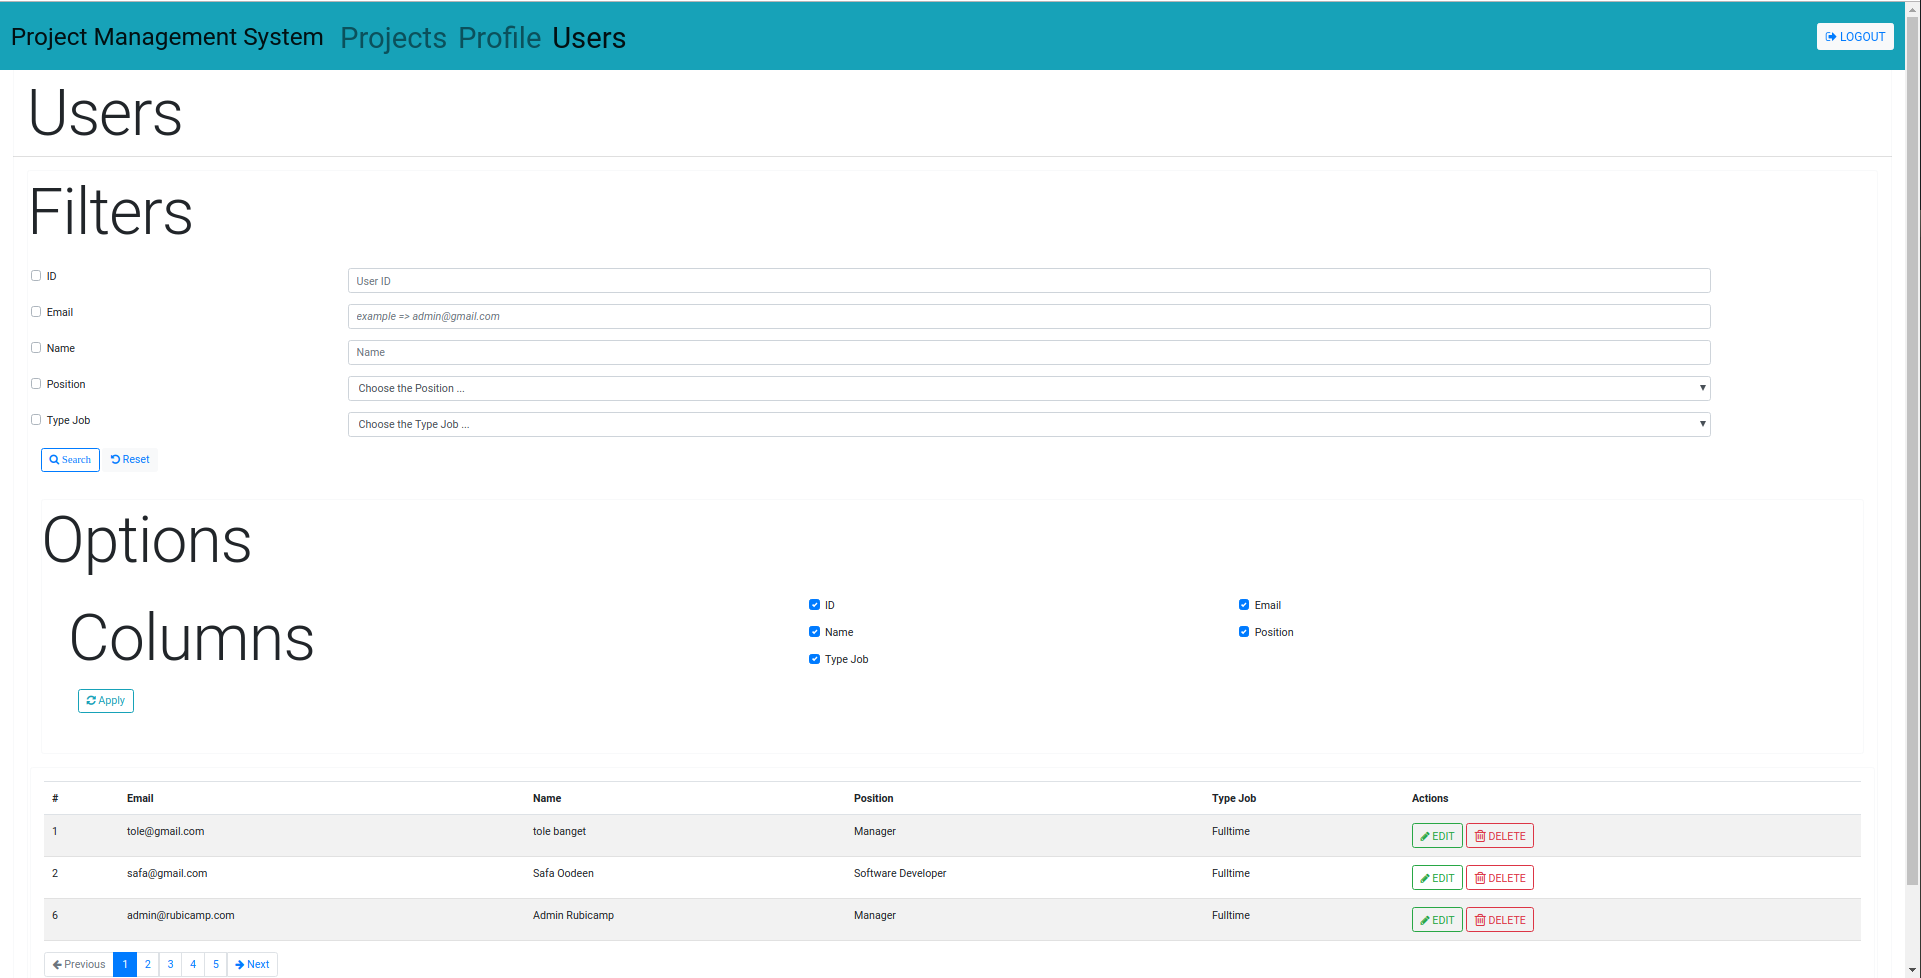 Project Management System Projects Profile Users LOGOUT
Users
Filters
ID User ID
Email example => admin@gmail.com
Name Name
Position Choose the Position ...
Type Job Choose the Type Job ...
Search Reset
Options
Columns
ID Email
Name Position
Type Job
Apply
# Email Name Position Type Job Actions
1 tole@gmail.com tole banget Manager Fulltime EDIT DELETE
2 safa@gmail.com Safa Oodeen Software Developer Fulltime EDIT DELETE
6 admin@rubicamp.com Admin Rubicamp Manager Fulltime EDIT DELETE
Previous 1 2 3 4 5 Next